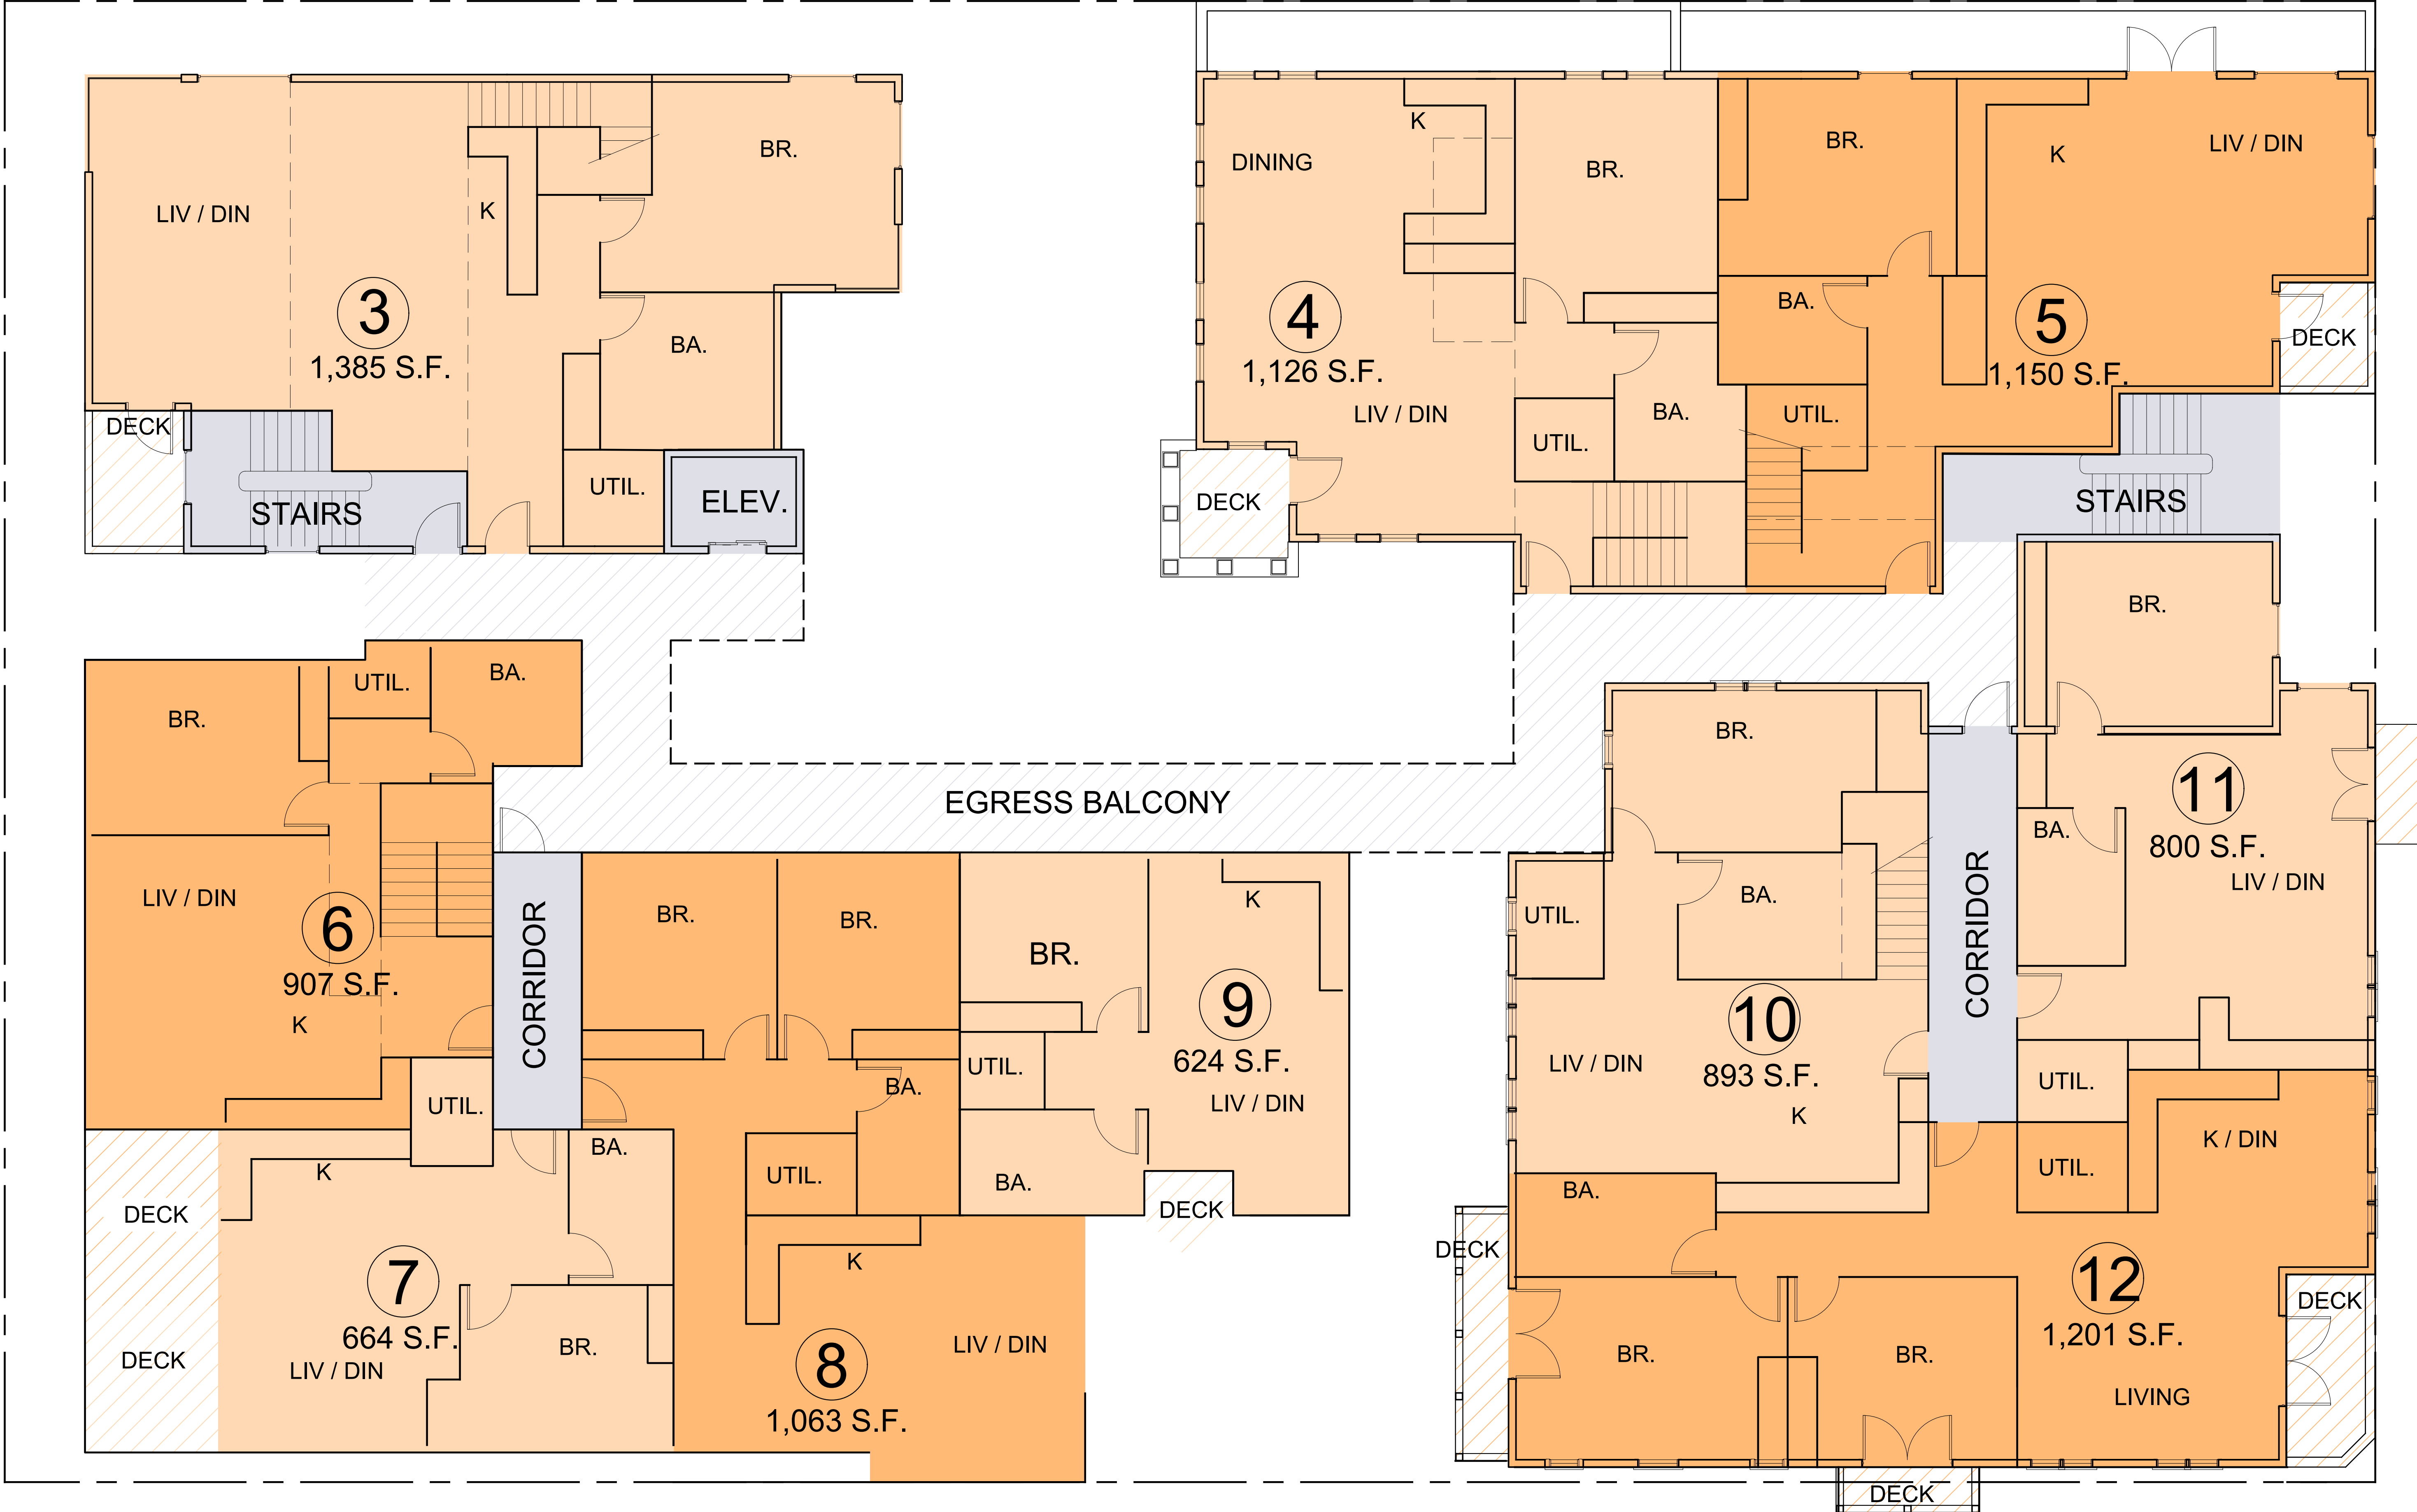 LIV / DIN
K
BR.
3
1,385 S.F.
BA.
DECK
STAIRS
UTIL.
ELEV.
DINING
K
BR.
4
1,126 S.F.
LIV / DIN
BA.
UTIL.
DECK
BR.
K
LIV / DIN
BA.
5
1,150 S.F.
DECK
UTIL.
STAIRS
BR.
UTIL.
BA.
LIV / DIN
6
907 S.F.
K
CORRIDOR
UTIL.
EGRESS BALCONY
BR.
BR.
BA.
UTIL.
K
8
1,063 S.F.
LIV / DIN
BR.
K
9
624 S.F.
UTIL.
LIV / DIN
BA.
DECK
DECK
DECK
K
BA.
7
664 S.F.
LIV / DIN
BR.
BR.
UTIL.
BA.
10
893 S.F.
LIV / DIN
K
CORRIDOR
BR.
11
800 S.F.
BA.
LIV / DIN
UTIL.
UTIL.
K / DIN
BA.
DECK
12
1,201 S.F.
DECK
BR.
BR.
LIVING
DECK